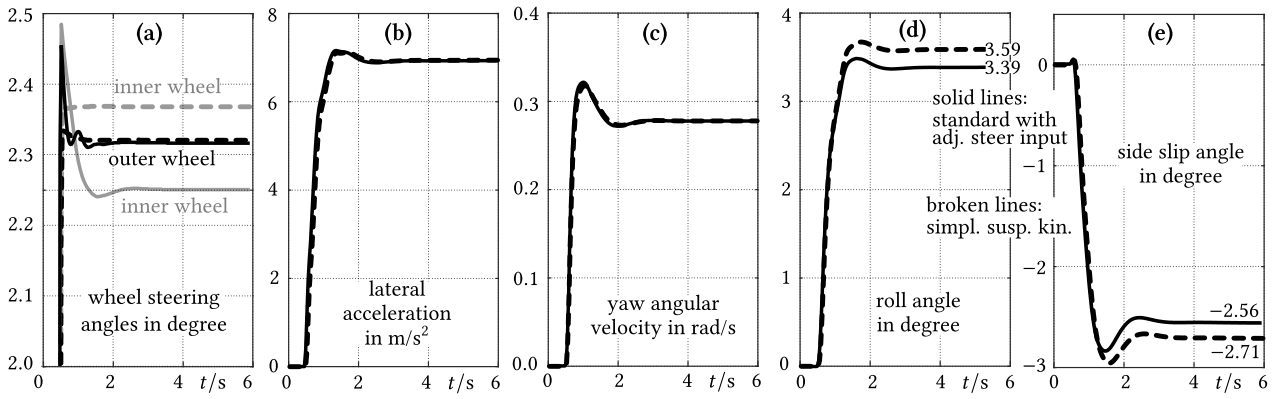 (a)
2.5
2.4
2.3
2.2
2.1
2.0
inner wheel
outer wheel
inner wheel
wheel steering
angles in degree
0 2 4 t/s 6
(b)
8
6
4
2
0
lateral
acceleration
in m/s²
0 2 4 t/s 6
(c)
0.4
0.3
0.2
0.1
0.0
yaw angular
velocity in rad/s
0 2 4 t/s 6
(d)
4
3
2
1
0
3.59
3.39
solid lines:
standard with
adj. steer input
broken lines:
simpl. susp. kin.
roll angle
in degree
0 2 4 t/s 6
(e)
0
−1
−2
−3
side slip angle
in degree
−2.56
−2.71
0 2 4 t/s 6